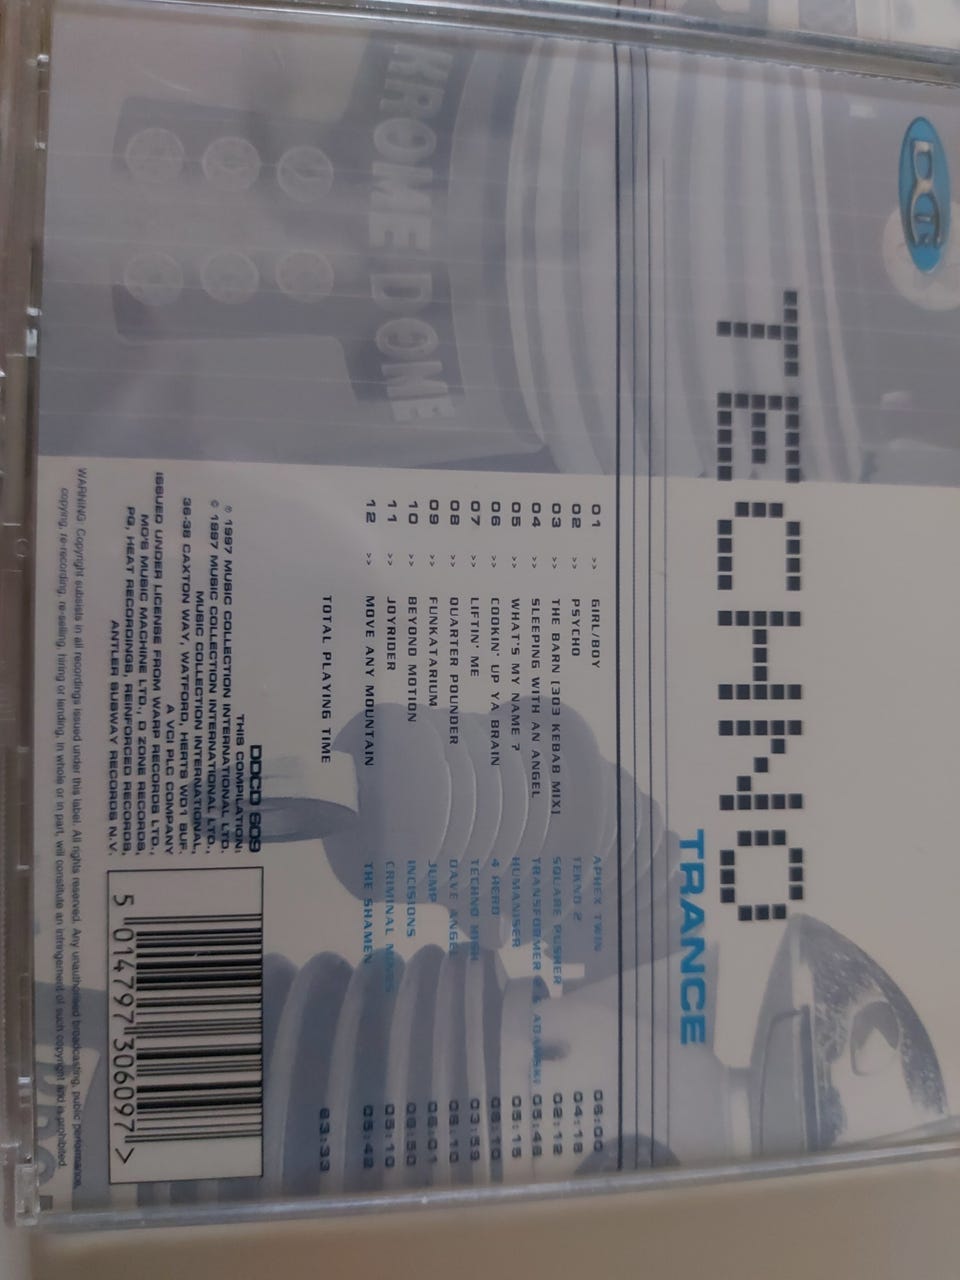 KROME DOME
TECHNO
TRANCE
01 >> GIRL/BOY APHEX TWIN 06:00
02 >> PSYCHO TEKNO 2 04:18
03 >> THE BARN [303 KEBAB MIX] SQUARE PUSHER 02:12
04 >> SLEEPING WITH AN ANGEL TRANSFORMER & ADAMSKI 05:46
05 >> WHAT'S MY NAME ? HUMANISER 05:15
06 >> COOKIN' UP YA BRAIN 4 HERO
07 >> LIFTIN' ME TECHNO HIGH 03:59
08 >> QUARTER POUNDER DAVE ANGEL
09 >> FUNKATARIUM JUMP 06:01
10 >> BEYOND MOTION INCISIONS 06:50
11 >> JOYRIDER CRIMINAL MINDS 05:10
12 >> MOVE ANY MOUNTAIN THE SHAMEN 05:42
TOTAL PLAYING TIME 63:33
DDCD 609
THIS COMPILATION:
℗ 1997 MUSIC COLLECTION INTERNATIONAL LTD.
© 1997 MUSIC COLLECTION INTERNATIONAL LTD.,
MUSIC COLLECTION INTERNATIONAL,
36-38 CAXTON WAY, WATFORD, HERTS WD1 8UF.
A VCI PLC COMPANY
ISSUED UNDER LICENSE FROM WARP RECORDS LTD.,
MO'S MUSIC MACHINE LTD., D ZONE RECORDS,
PG, HEAT RECORDINGS, REINFORCED RECORDS,
ANTLER SUBWAY RECORDS N.V.
5 014797 306097 >
WARNING: Copyright subsists in all recordings issued under this label. All rights reserved. Any unauthorised broadcasting, public performance,
copying, re-recording, re-selling, hiring or lending, in whole or in part, will constitute an infringement of such copyright and is prohibited.